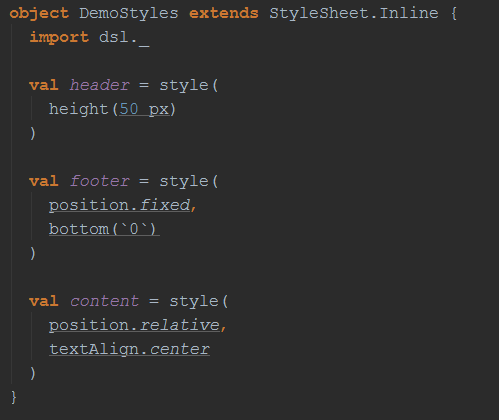 object DemoStyles extends StyleSheet.Inline {
import dsl._
val header = style(
height(50 px)
)
val footer = style(
position.fixed,
bottom(`0`)
)
val content = style(
position.relative,
textAlign.center
)
}